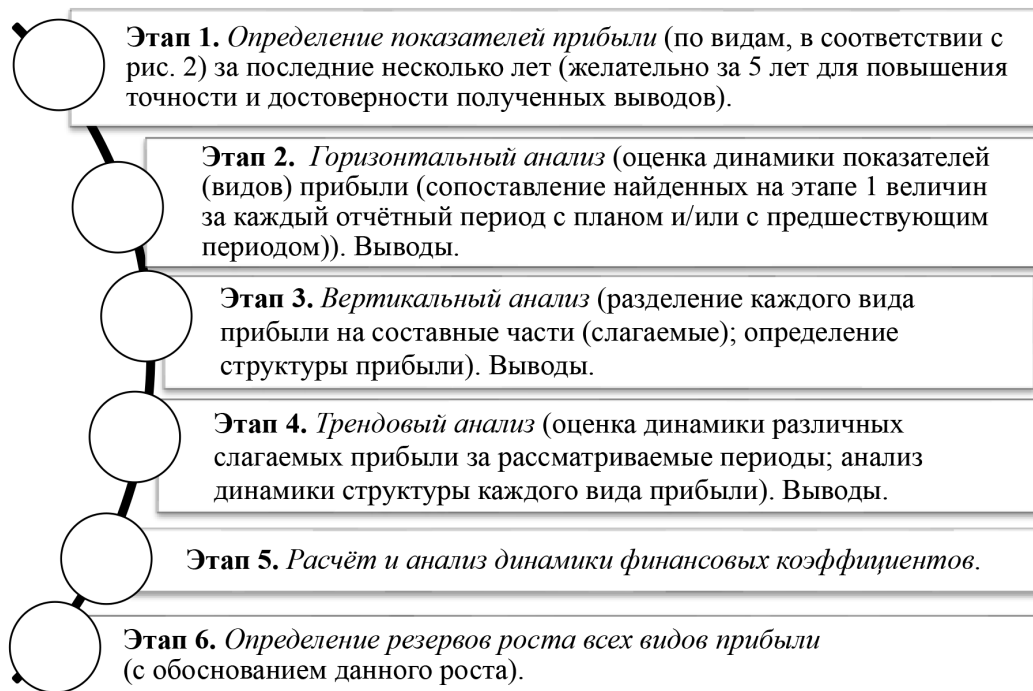 Этап 1. Определение показателей прибыли (по видам, в соответствии с
рис. 2) за последние несколько лет (желательно за 5 лет для повышения
точности и достоверности полученных выводов).
Этап 2. Горизонтальный анализ (оценка динамики показателей
(видов) прибыли (сопоставление найденных на этапе 1 величин
за каждый отчётный период с планом и/или с предшествующим
периодом)). Выводы.
Этап 3. Вертикальный анализ (разделение каждого вида
прибыли на составные части (слагаемые); определение
структуры прибыли). Выводы.
Этап 4. Трендовый анализ (оценка динамики различных
слагаемых прибыли за рассматриваемые периоды; анализ
динамики структуры каждого вида прибыли). Выводы.
Этап 5. Расчёт и анализ динамики финансовых коэффициентов.
Этап 6. Определение резервов роста всех видов прибыли
(с обоснованием данного роста).